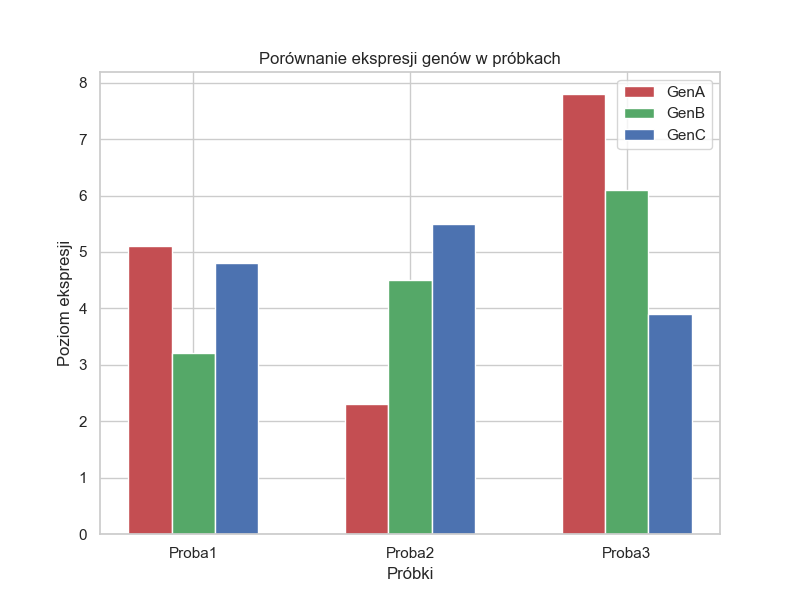 Porównanie ekspresji genów w próbkach
GenA
GenB
GenC
Poziom ekspresji
8
7
6
5
4
3
2
1
0
Proba1 Proba2 Proba3
Próbki